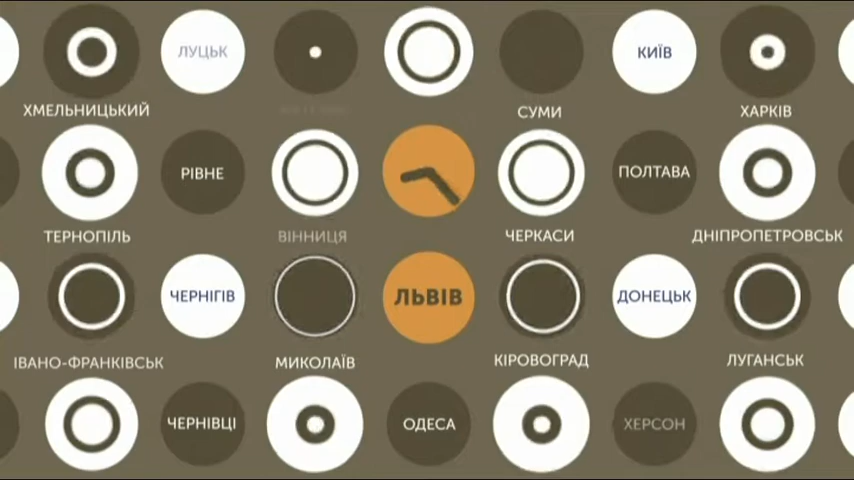 ЛУЦЬК
КИЇВ
ХМЕЛЬНИЦЬКИЙ
СУМИ
ХАРКІВ
РІВНЕ
ПОЛТАВА
ТЕРНОПІЛЬ
ВІННИЦЯ
ЧЕРКАСИ
ДНІПРОПЕТРОВСЬК
ЧЕРНІГІВ
ЛЬВІВ
ДОНЕЦЬК
ІВАНО-ФРАНКІВСЬК
МИКОЛАЇВ
КІРОВОГРАД
ЛУГАНСЬК
ЧЕРНІВЦІ
ОДЕСА
ХЕРСОН